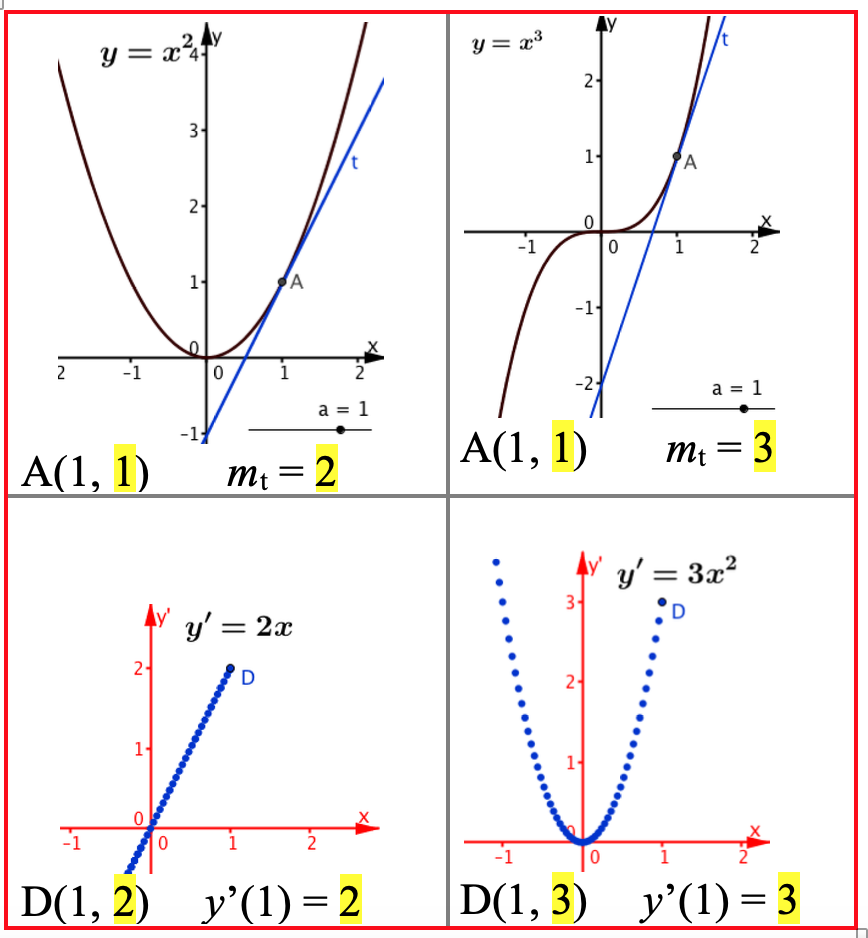 y = x²
y
4
3
2
t
1
A
0
x
2
-1
0
1
2
a = 1
-1
A(1, 1) mₜ = 2
y = x³
y
t
2
1
A
0
x
-1
0
1
2
-1
-2
a = 1
A(1, 1) mₜ = 3
y'
y′ = 2x
2
D
1
0
x
-1
0
1
2
D(1, 2) y’(1) = 2
y'
y′ = 3x²
3
D
2
1
0
x
-1
0
1
2
D(1, 3) y’(1) = 3